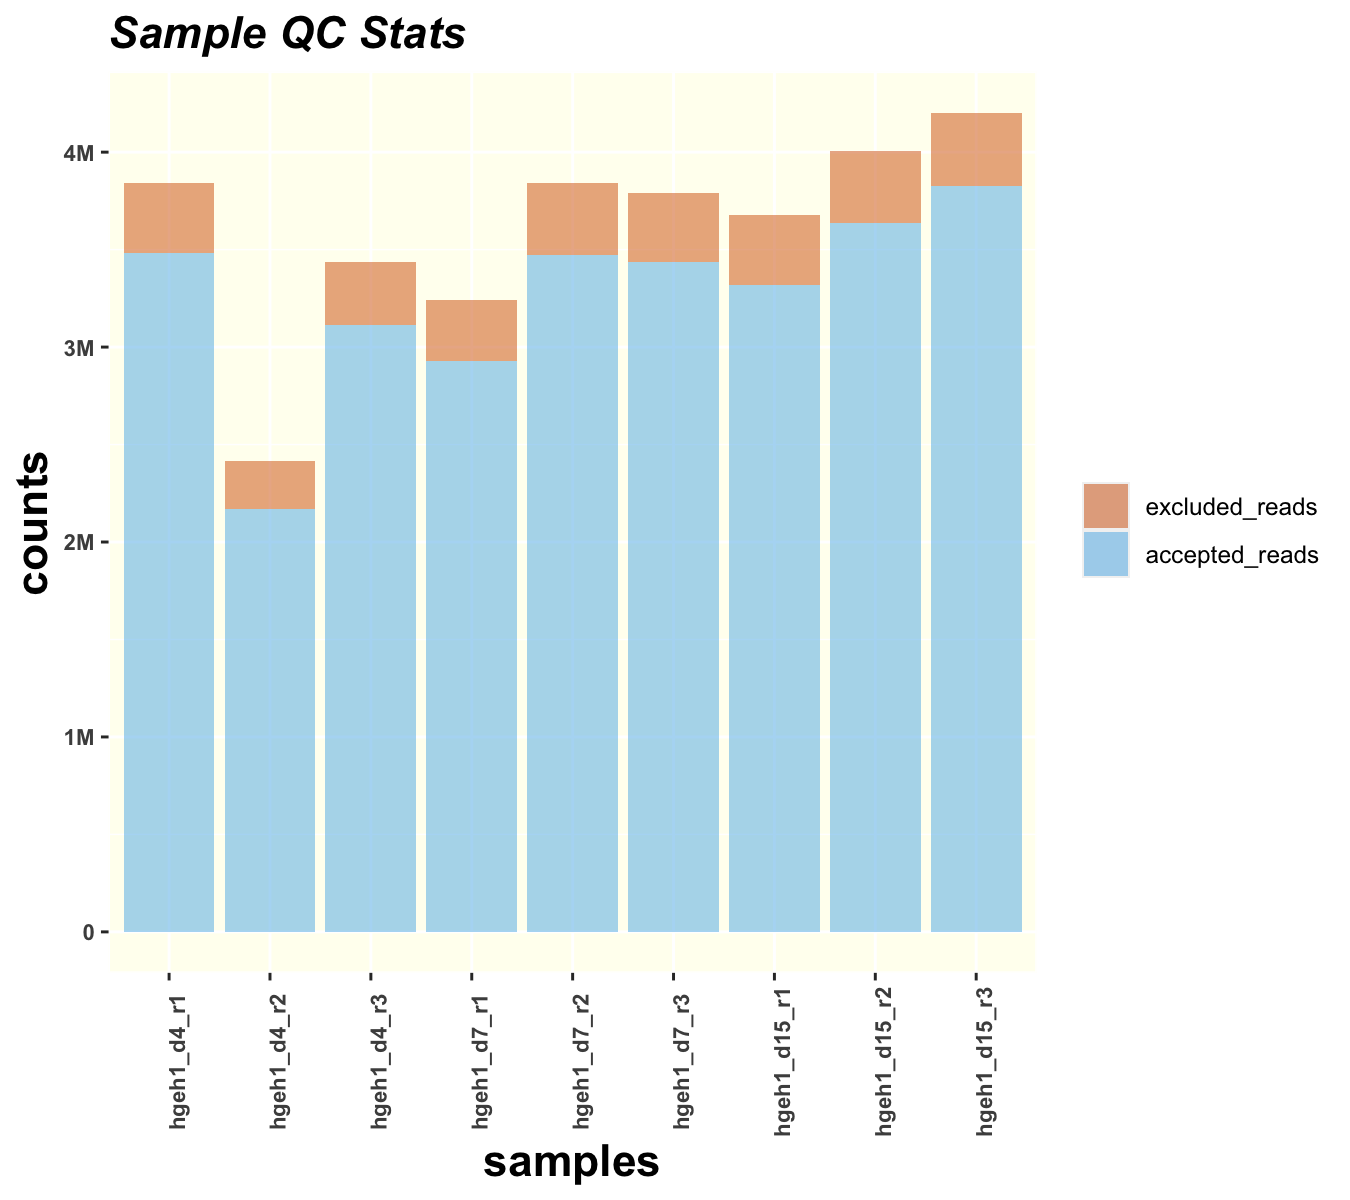 Sample QC Stats
counts
4M
3M
2M
1M
0
hgeh1_d4_r1
hgeh1_d4_r2
hgeh1_d4_r3
hgeh1_d7_r1
hgeh1_d7_r2
hgeh1_d7_r3
hgeh1_d15_r1
hgeh1_d15_r2
hgeh1_d15_r3
samples
excluded_reads
accepted_reads